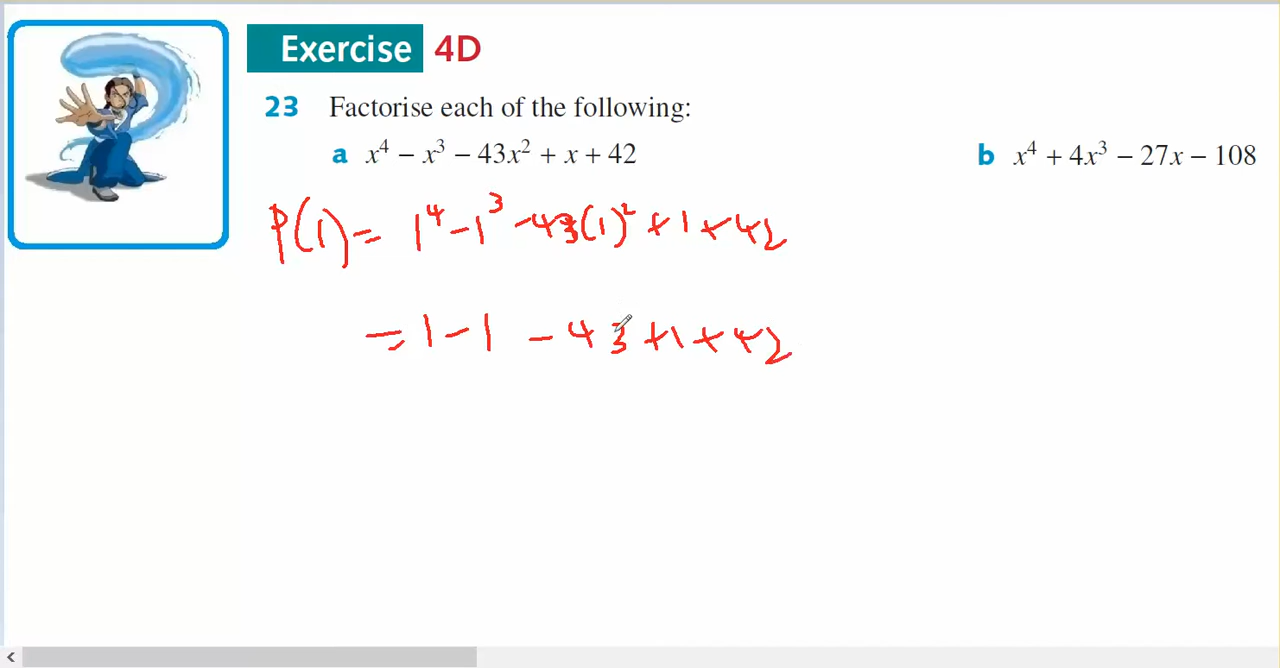 Exercise 4D
23 Factorise each of the following:
a x⁴ − x³ − 43x² + x + 42
b x⁴ + 4x³ − 27x − 108
P(1) = 1⁴ − 1³ − 43(1)² + 1 + 42
= 1 − 1 − 43 + 1 + 42